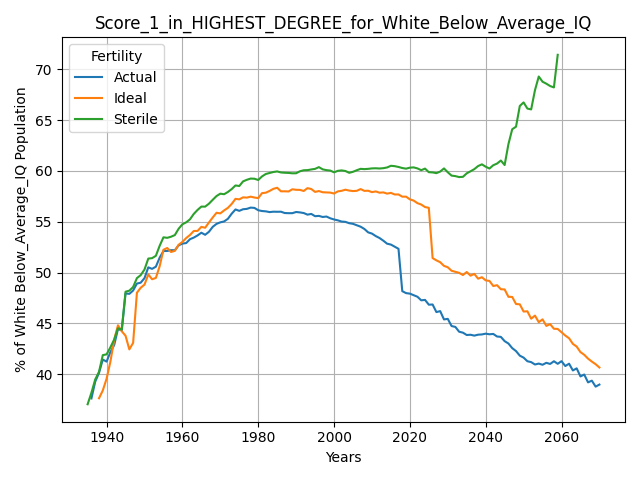 Score_1_in_HIGHEST_DEGREE_for_White_Below_Average_IQ
Fertility
Actual
Ideal
Sterile
% of White Below_Average_IQ Population
70
65
60
55
50
45
40
1940 1960 1980 2000 2020 2040 2060
Years